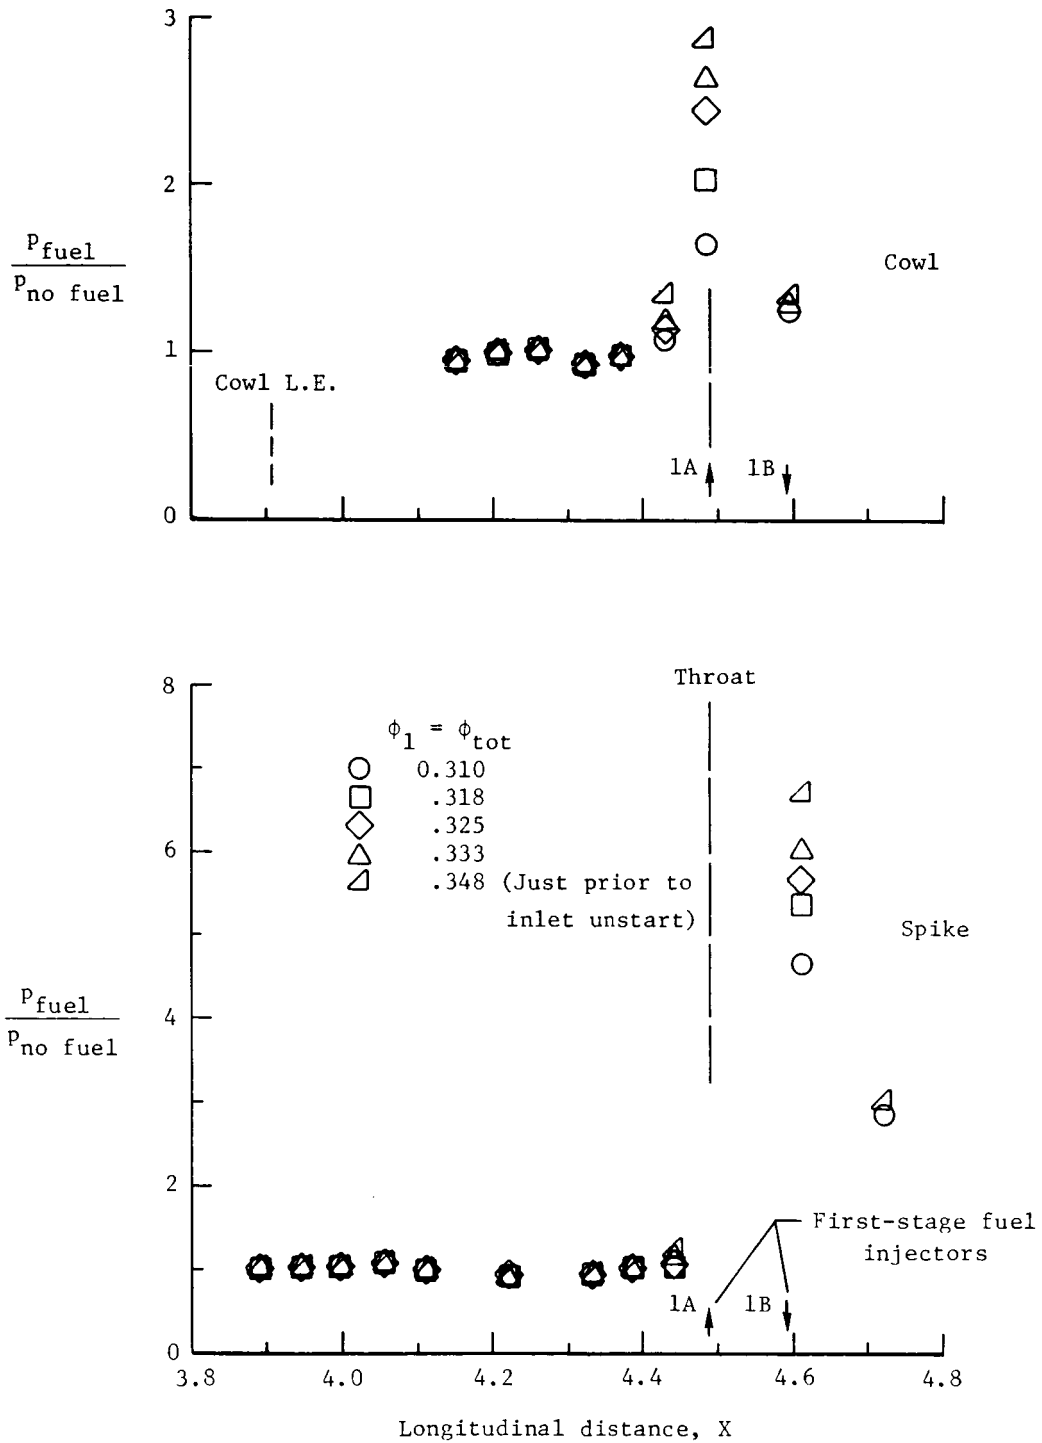 3
2
1
0
p_fuel
p_no fuel
Cowl
Cowl L.E.
1A
1B
8
6
4
2
0
Throat
ϕ_1 = ϕ_tot
0.310
.318
.325
.333
.348 (Just prior to
inlet unstart)
Spike
p_fuel
p_no fuel
First-stage fuel
injectors
1A
1B
3.8
4.0
4.2
4.4
4.6
4.8
Longitudinal distance, X